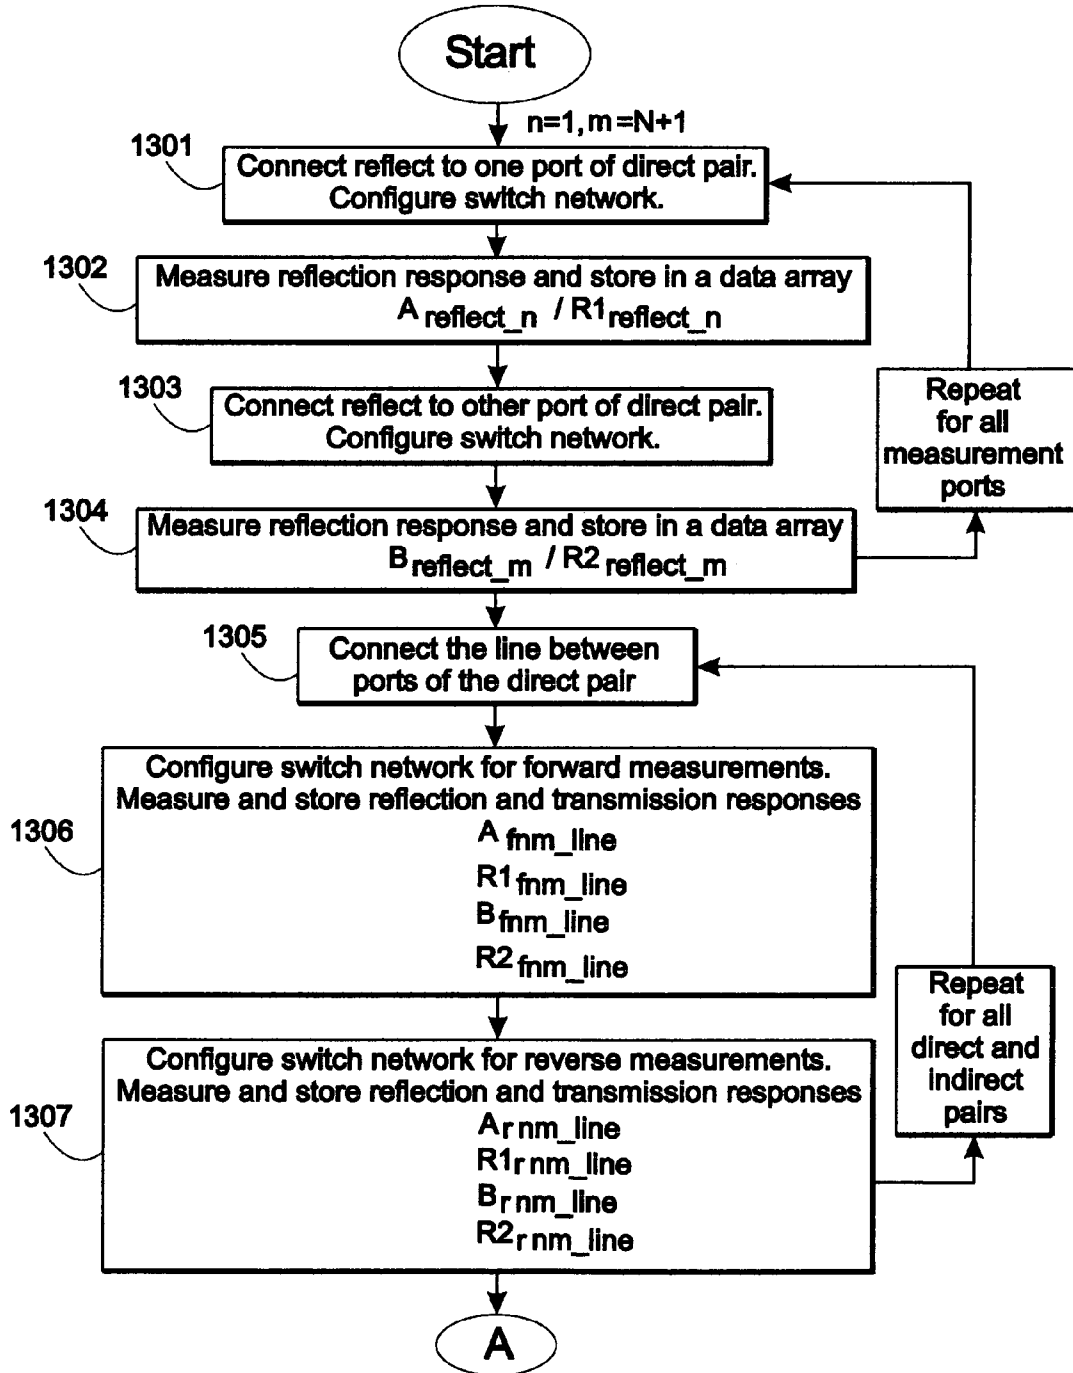 Start
n=1, m=N+1
1301
Connect reflect to one port of direct pair.
Configure switch network.
1302
Measure reflection response and store in a data array
A reflect_n / R1 reflect_n
1303
Connect reflect to other port of direct pair.
Configure switch network.
Repeat
for all
measurement
ports
1304
Measure reflection response and store in a data array
B reflect_m / R2 reflect_m
1305
Connect the line between
ports of the direct pair
1306
Configure switch network for forward measurements.
Measure and store reflection and transmission responses
A fnm_line
R1 fnm_line
B fnm_line
R2 fnm_line
Repeat
for all
direct and
indirect
pairs
1307
Configure switch network for reverse measurements.
Measure and store reflection and transmission responses
A r nm_line
R1 r nm_line
B r nm_line
R2 r nm_line
A